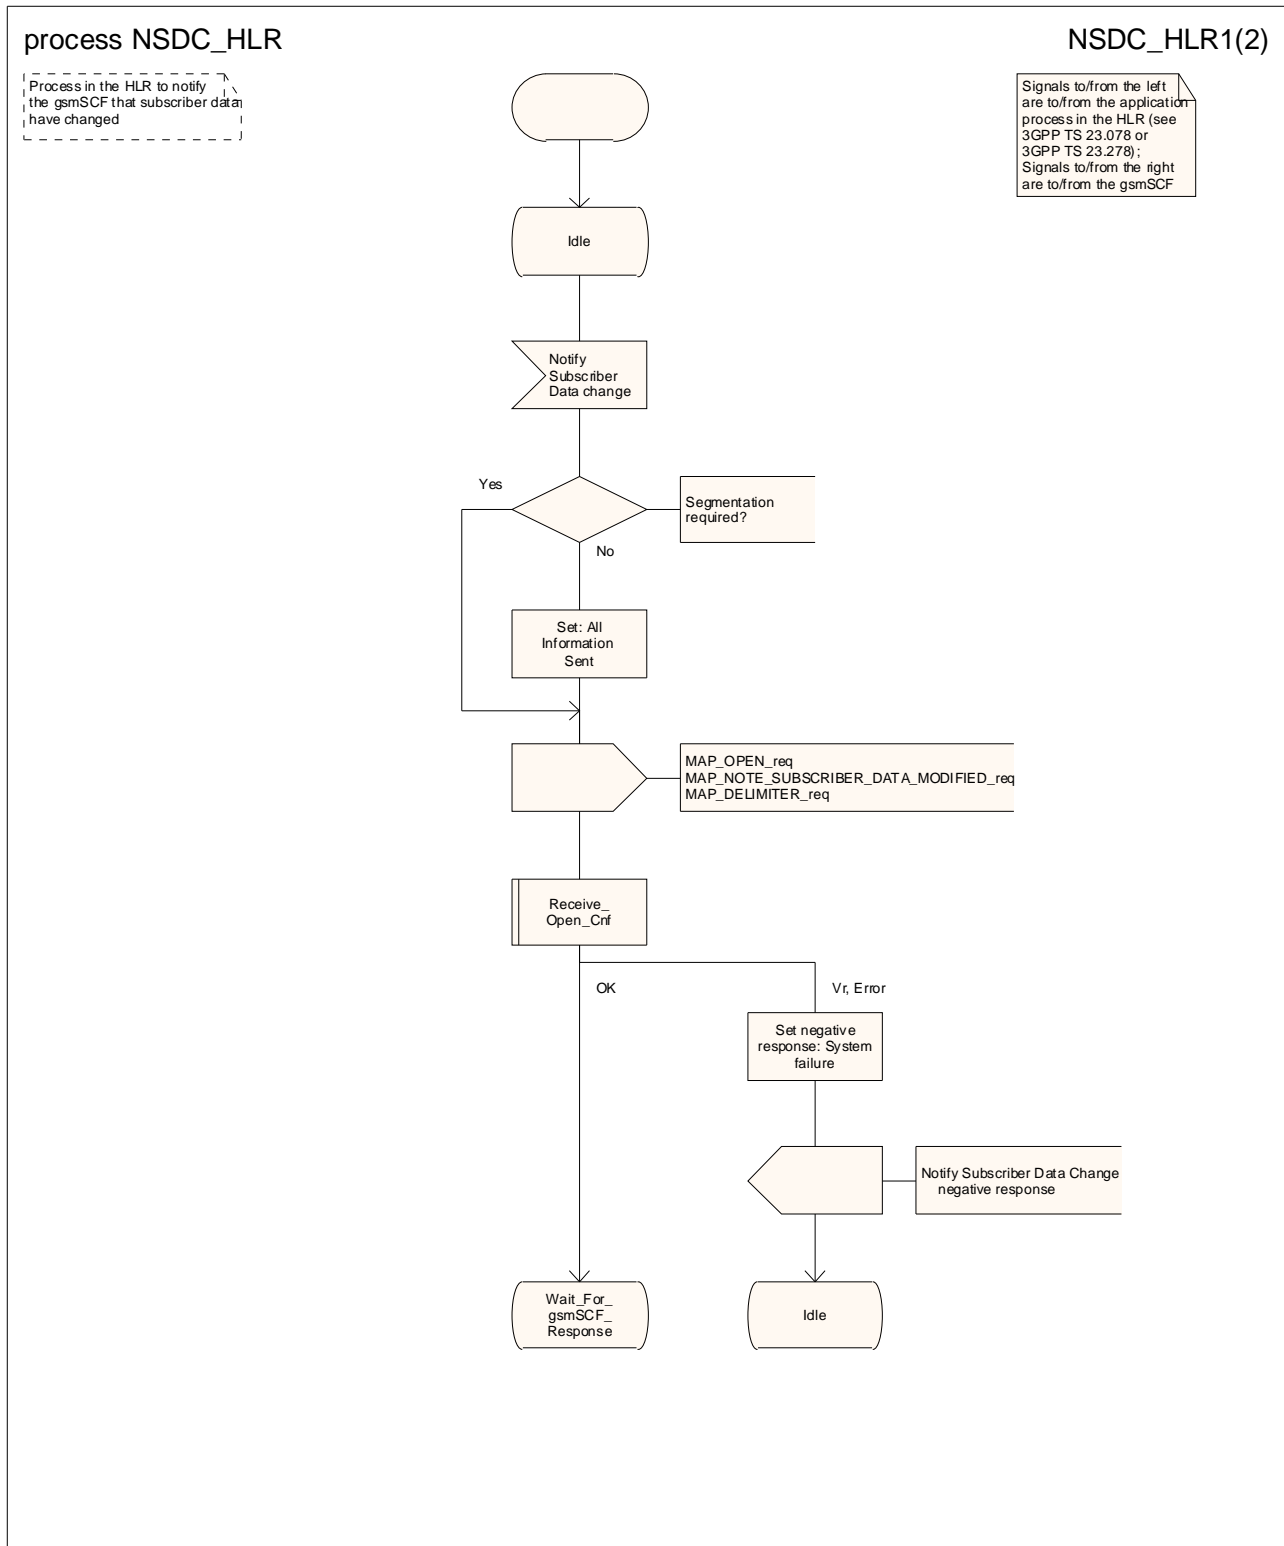 process NSDC_HLR
NSDC_HLR1(2)
Process in the HLR to notify
the gsmSCF that subscriber data
have changed
Signals to/from the left
are to/from the application
process in the HLR (see
3GPP TS 23.078 or
3GPP TS 23.278);
Signals to/from the right
are to/from the gsmSCF
Idle
Notify
Subscriber
Data change
Yes
Segmentation
required?
No
Set: All
Information
Sent
MAP_OPEN_req
MAP_NOTE_SUBSCRIBER_DATA_MODIFIED_req
MAP_DELIMITER_req
Receive_
Open_Cnf
OK
Vr, Error
Set negative
response: System
failure
Notify Subscriber Data Change
negative response
Wait_For_
gsmSCF_
Response
Idle